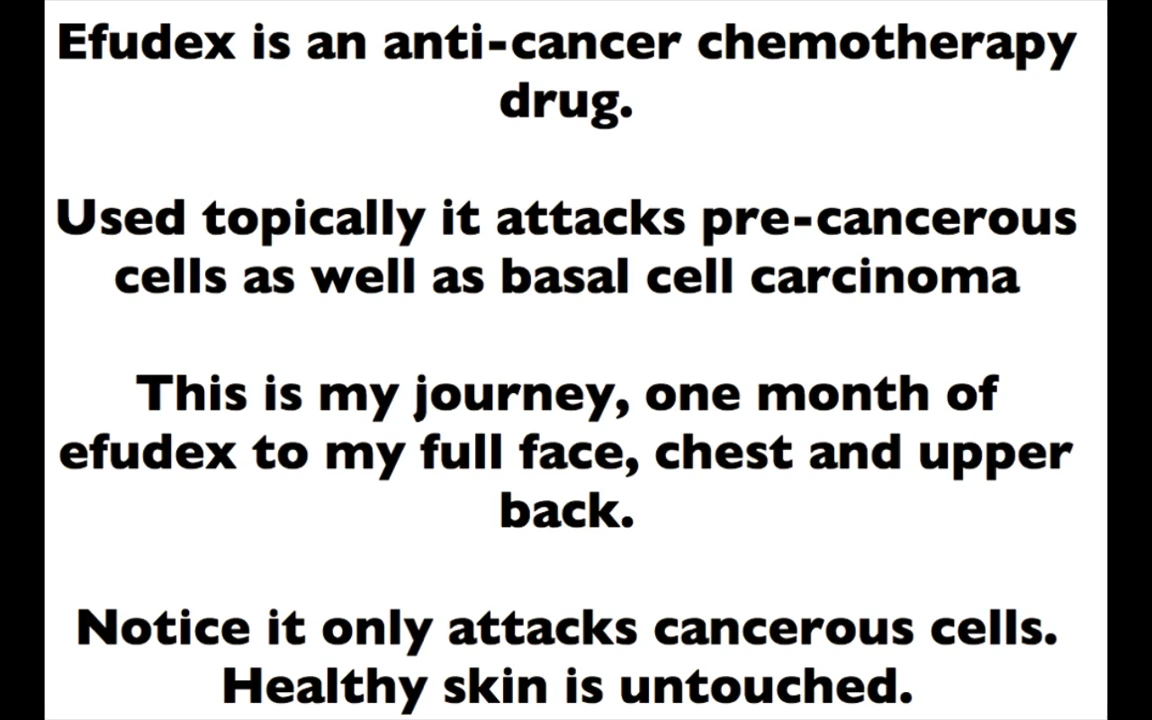 Efudex is an anti-cancer chemotherapy
drug.
Used topically it attacks pre-cancerous
cells as well as basal cell carcinoma
This is my journey, one month of
efudex to my full face, chest and upper
back.
Notice it only attacks cancerous cells.
Healthy skin is untouched.